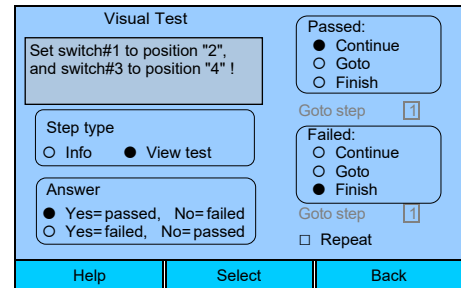 Visual Test
Set switch#1 to position "2",
and switch#3 to position "4" !
Step type
Info View test
Answer
Yes=passed, No=failed
Yes=failed, No=passed
Passed:
Continue
Goto
Finish
Goto step 1
Failed:
Continue
Goto
Finish
Goto step 1
Repeat
Help Select Back